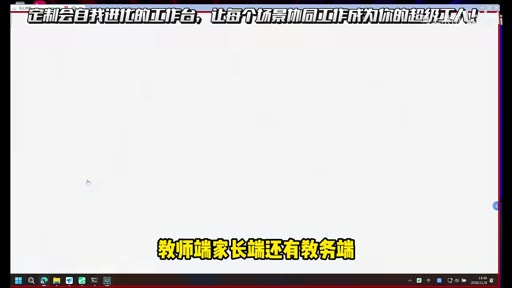 定制会自我进化的工作台，让每个场景协同工作成为你的超级工人！
教师端家长端还有教务端